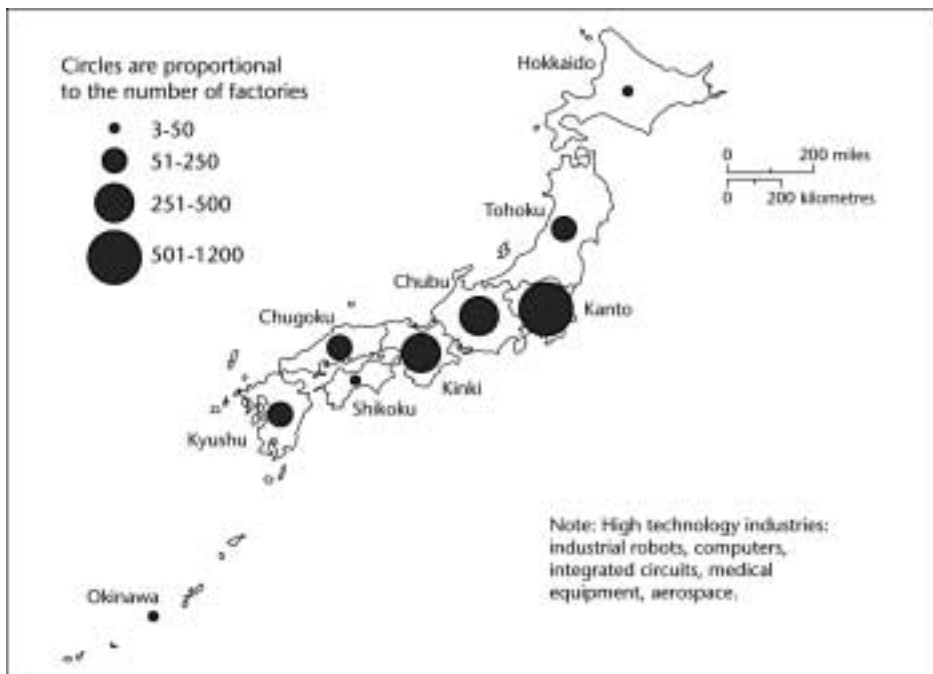 Circles are proportional
to the number of factories
3-50
51-250
251-500
501-1200
Hokkaido
0 200 miles
0 200 kilometres
Tohoku
Chubu
Kanto
Chugoku
Kinki
Shikoku
Kyushu
Note: High technology industries:
industrial robots, computers,
integrated circuits, medical
equipment, aerospace.
Okinawa